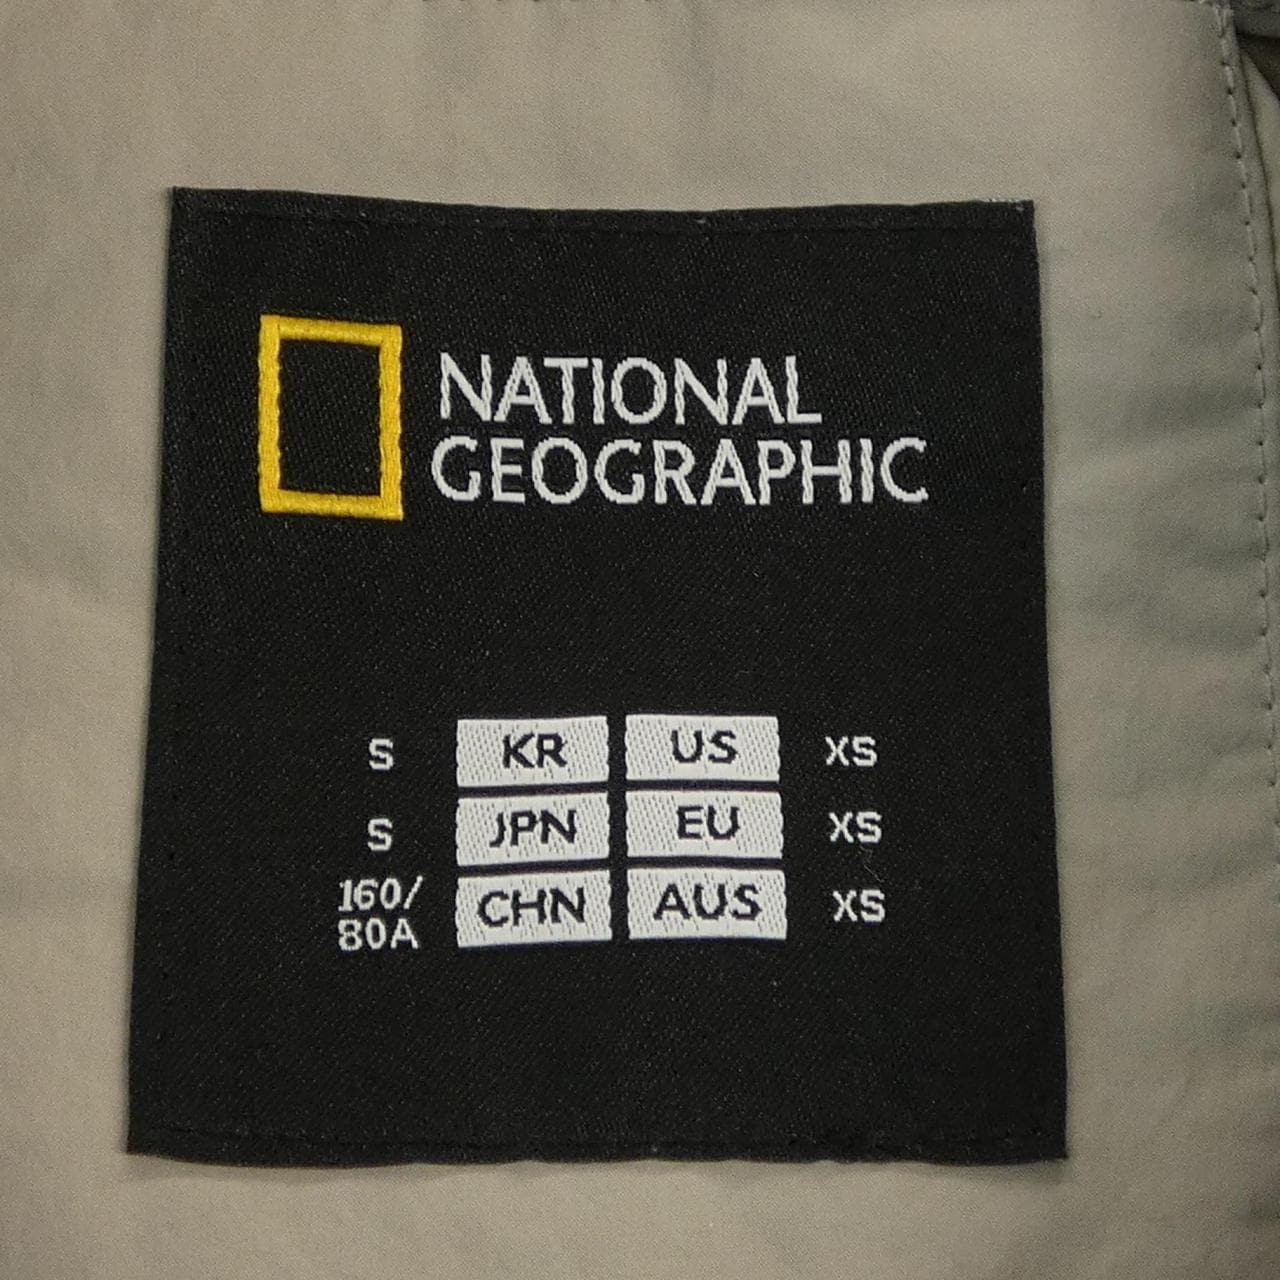 NATIONAL
GEOGRAPHIC
S KR US XS
S JPN EU XS
160/
80A CHN AUS XS